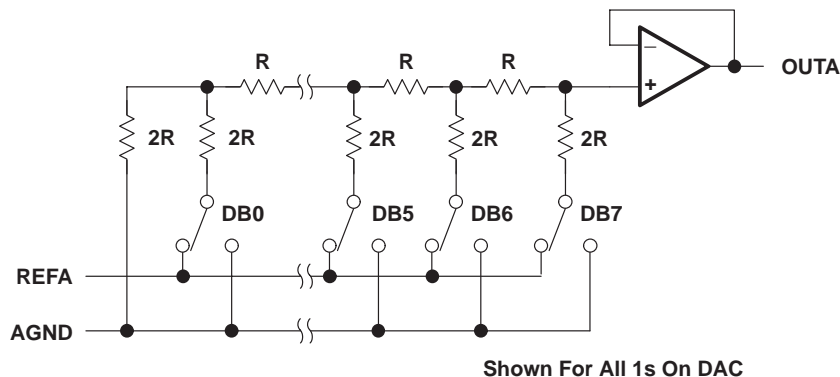 R R R OUTA
2R 2R 2R 2R 2R
DB0 DB5 DB6 DB7
REFA
AGND
Shown For All 1s On DAC